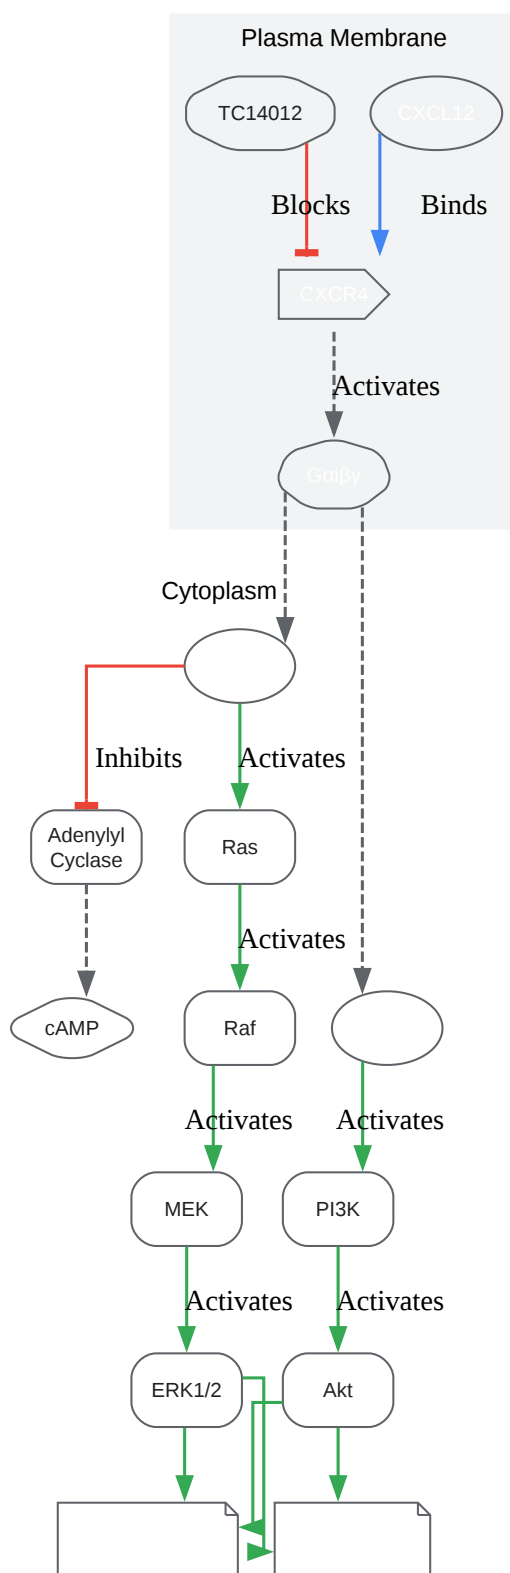 Plasma Membrane
TC14012
CXCL12
Blocks
Binds
CXCR4
Activates
Gαiβγ
Cytoplasm
Inhibits
Activates
Adenylyl
Cyclase
Ras
Activates
cAMP
Raf
Activates
Activates
MEK
PI3K
Activates
Activates
ERK1/2
Akt